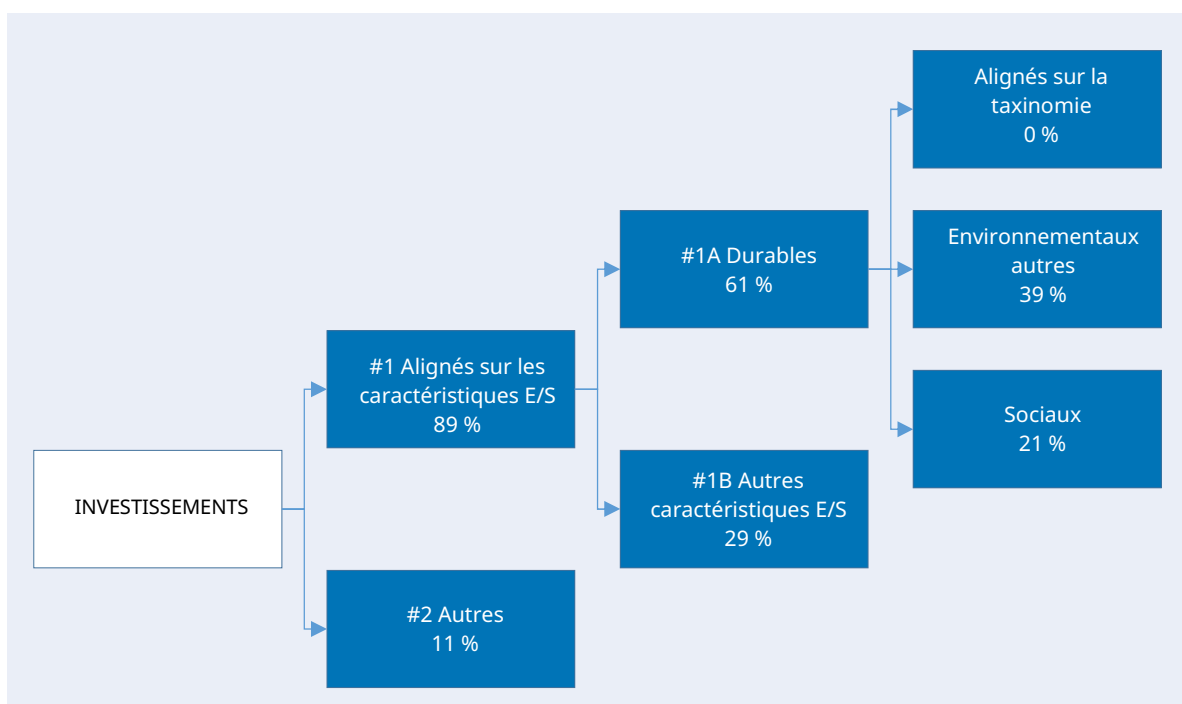 Alignés sur la
taxinomie
0 %
#1A Durables
61 %
Environnementaux
autres
39 %
#1 Alignés sur les
caractéristiques E/S
89 %
Sociaux
21 %
INVESTISSEMENTS
#1B Autres
caractéristiques E/S
29 %
#2 Autres
11 %